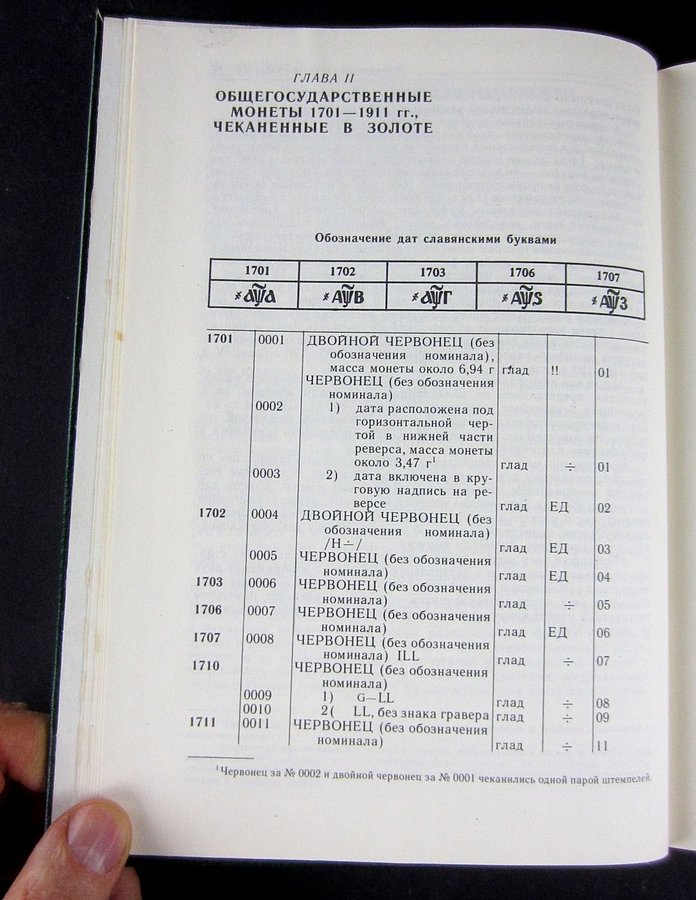 ГЛАВА II
ОБЩЕГОСУДАРСТВЕННЫЕ
МОНЕТЫ 1701—1911 гг.,
ЧЕКАНЕННЫЕ В ЗОЛОТЕ
Обозначение дат славянскими буквами
1701 1702 1703 1706 1707
1701 0001 ДВОЙНОЙ ЧЕРВОНЕЦ (без
обозначения номинала),
масса монеты около 6,94 г глад !! 01
ЧЕРВОНЕЦ (без обозначения
номинала)
0002 1) дата расположена под
горизонтальной чер-
той в нижней части
реверса, масса монеты
около 3,47 г¹ глад ÷ 01
0003 2) дата включена в кру-
говую надпись на ре-
версе глад ЕД 02
1702 0004 ДВОЙНОЙ ЧЕРВОНЕЦ (без
обозначения номинала)
/Н÷/ глад ЕД 03
0005 ЧЕРВОНЕЦ (без обозначения
номинала) глад ЕД 04
1703 0006 ЧЕРВОНЕЦ (без обозначения
номинала) глад ÷ 05
1706 0007 ЧЕРВОНЕЦ (без обозначения
номинала) глад ЕД 06
1707 0008 ЧЕРВОНЕЦ (без обозначения
номинала) ILL глад ÷ 07
1710 ЧЕРВОНЕЦ (без обозначения
номинала)
0009 1) G—LL глад ÷ 08
0010 2( LL, без знака гравера глад ÷ 09
1711 0011 ЧЕРВОНЕЦ (без обозначения
номинала) глад ÷ 11
¹ Червонец за № 0002 и двойной червонец за № 0001 чеканились одной парой штемпелей.